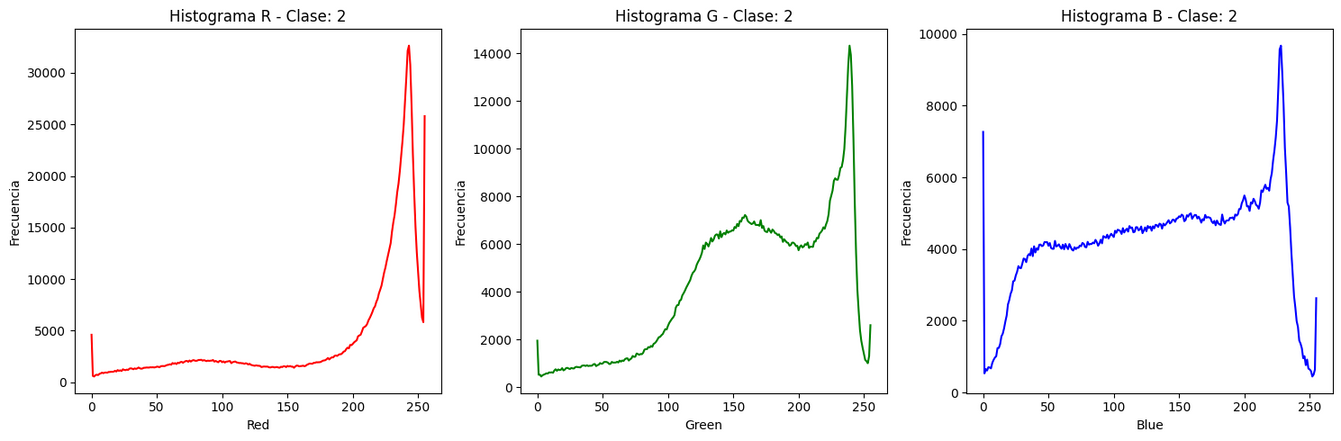 Histograma R - Clase: 2
Frecuencia
30000
25000
20000
15000
10000
5000
0
0 50 100 150 200 250
Red
Histograma G - Clase: 2
Frecuencia
14000
12000
10000
8000
6000
4000
2000
0
0 50 100 150 200 250
Green
Histograma B - Clase: 2
Frecuencia
10000
8000
6000
4000
2000
0
0 50 100 150 200 250
Blue